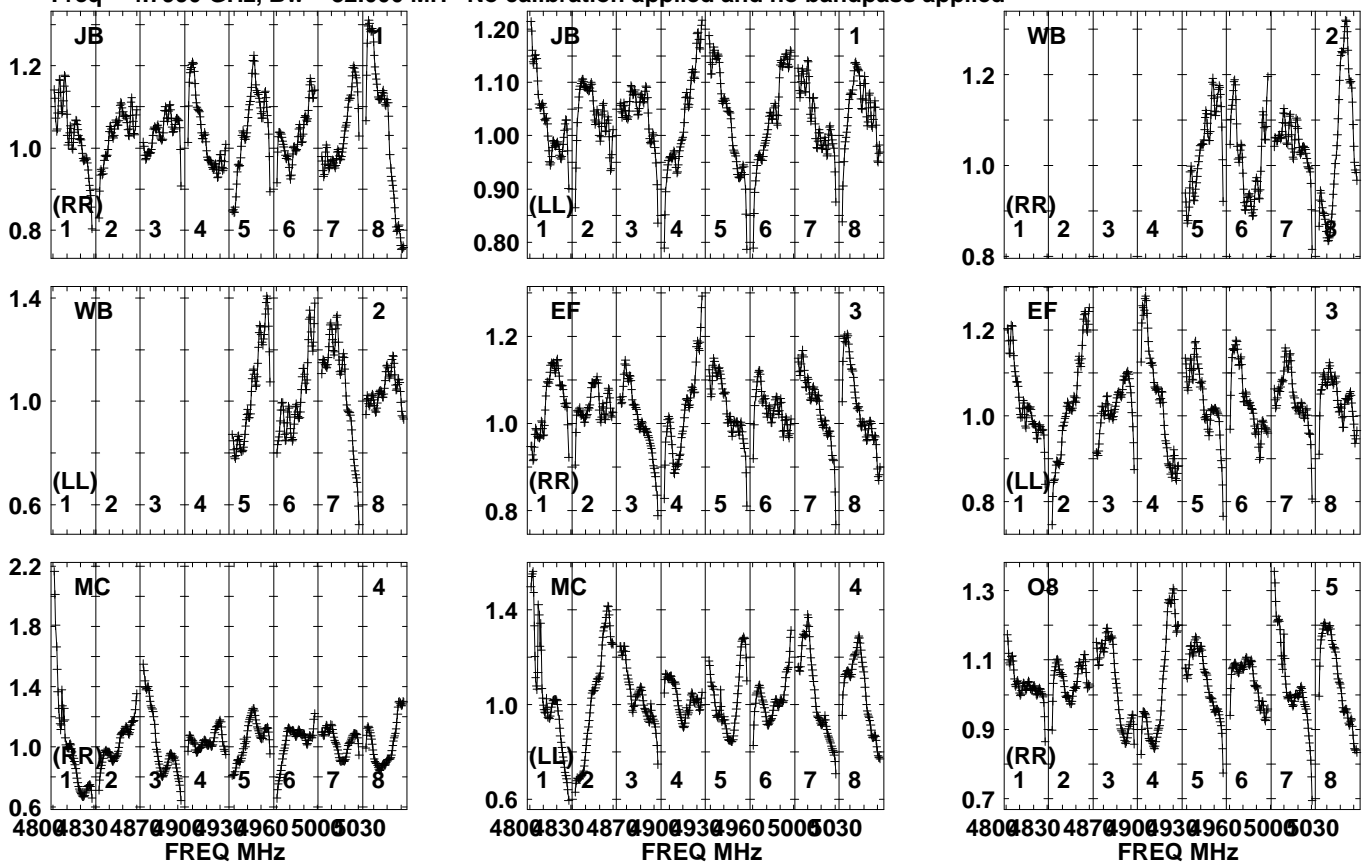 Freq = GHz, Bw = 32.000 MH No calibration applied and no bandpass applied
JB 1
1.2
1.0
0.8
(RR)
1 2 3 4 5 6 7 8
JB 1
1.20
1.10
1.00
0.90
0.80
(LL)
1 2 3 4 5 6 7 8
WB 2
1.2
1.0
0.8
(RR)
1 2 3 4 5 6 7 8
WB 2
1.4
1.2
1.0
0.6
(LL)
1 2 3 4 5 6 7 8
EF 3
1.2
1.0
0.8
(RR)
1 2 3 4 5 6 7 8
EF 3
1.2
1.0
0.8
(LL)
1 2 3 4 5 6 7 8
MC 4
2.2
1.8
1.4
1.0
0.6
(RR)
1 2 3 4 5 6 7 8
4800 4830 4870 4900 4930 4960 5000 5030
FREQ MHz
MC 4
1.4
1.0
0.6
(LL)
1 2 3 4 5 6 7 8
4800 4830 4870 4900 4930 4960 5000 5030
FREQ MHz
O8 5
1.3
1.1
0.9
0.7
(RR)
1 2 3 4 5 6 7 8
4800 4830 4870 4900 4930 4960 5000 5030
FREQ MHz